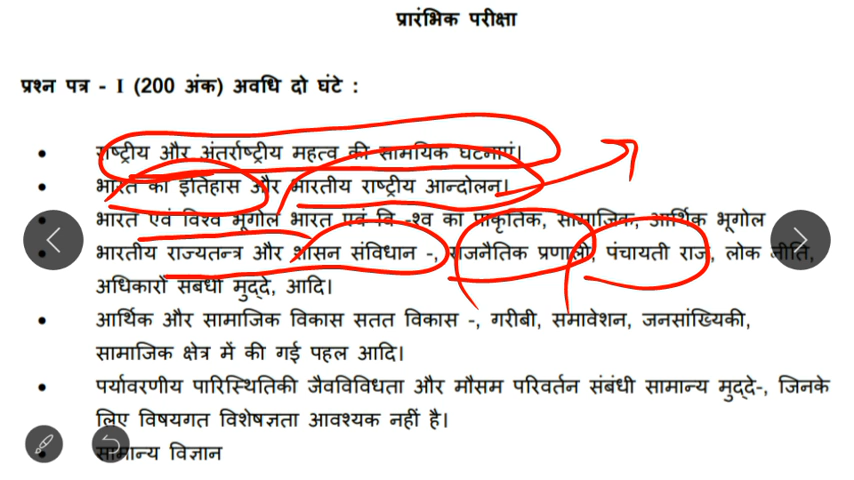 प्रारंभिक परीक्षा
प्रश्न पत्र - I (200 अंक) अवधि दो घंटे :
• राष्ट्रीय और अंतर्राष्ट्रीय महत्व की सामयिक घटनाएं।
• भारत का इतिहास और भारतीय राष्ट्रीय आन्दोलन।
• भारत एवं विश्व भूगोल भारत एवं वि -श्व का प्राकृतिक, सामाजिक, आर्थिक भूगोल
• भारतीय राज्यतन्त्र और शासन संविधान -, राजनैतिक प्रणाली, पंचायती राज, लोक नीति,
अधिकारों संबंधी मुद्दे, आदि।
• आर्थिक और सामाजिक विकास सतत विकास -, गरीबी, समावेशन, जनसांख्यिकी,
सामाजिक क्षेत्र में की गई पहल आदि।
• पर्यावरणीय पारिस्थितिकी जैवविविधता और मौसम परिवर्तन संबंधी सामान्य मुद्दे-, जिनके
लिए विषयगत विशेषज्ञता आवश्यक नहीं है।
• सामान्य विज्ञान